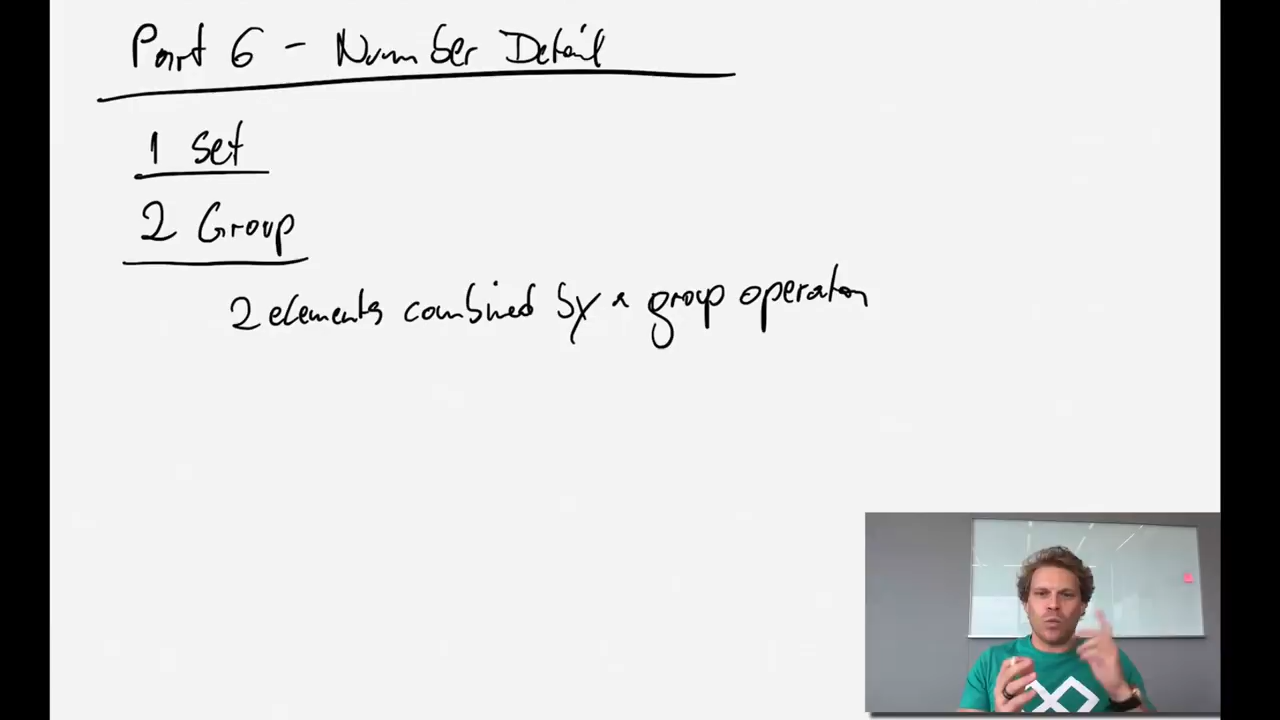 Part 6 - Number Detail
1 Set
2 Group
2 elements combined by a group operation